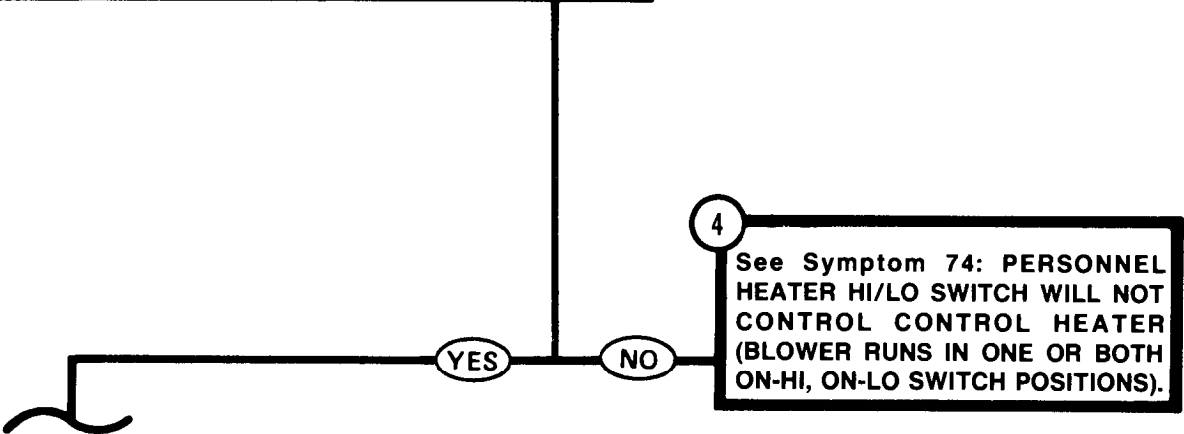 4
See Symptom 74: PERSONNEL
HEATER HI/LO SWITCH WILL NOT
CONTROL CONTROL HEATER
(BLOWER RUNS IN ONE OR BOTH
ON-HI, ON-LO SWITCH POSITIONS).
YES
NO